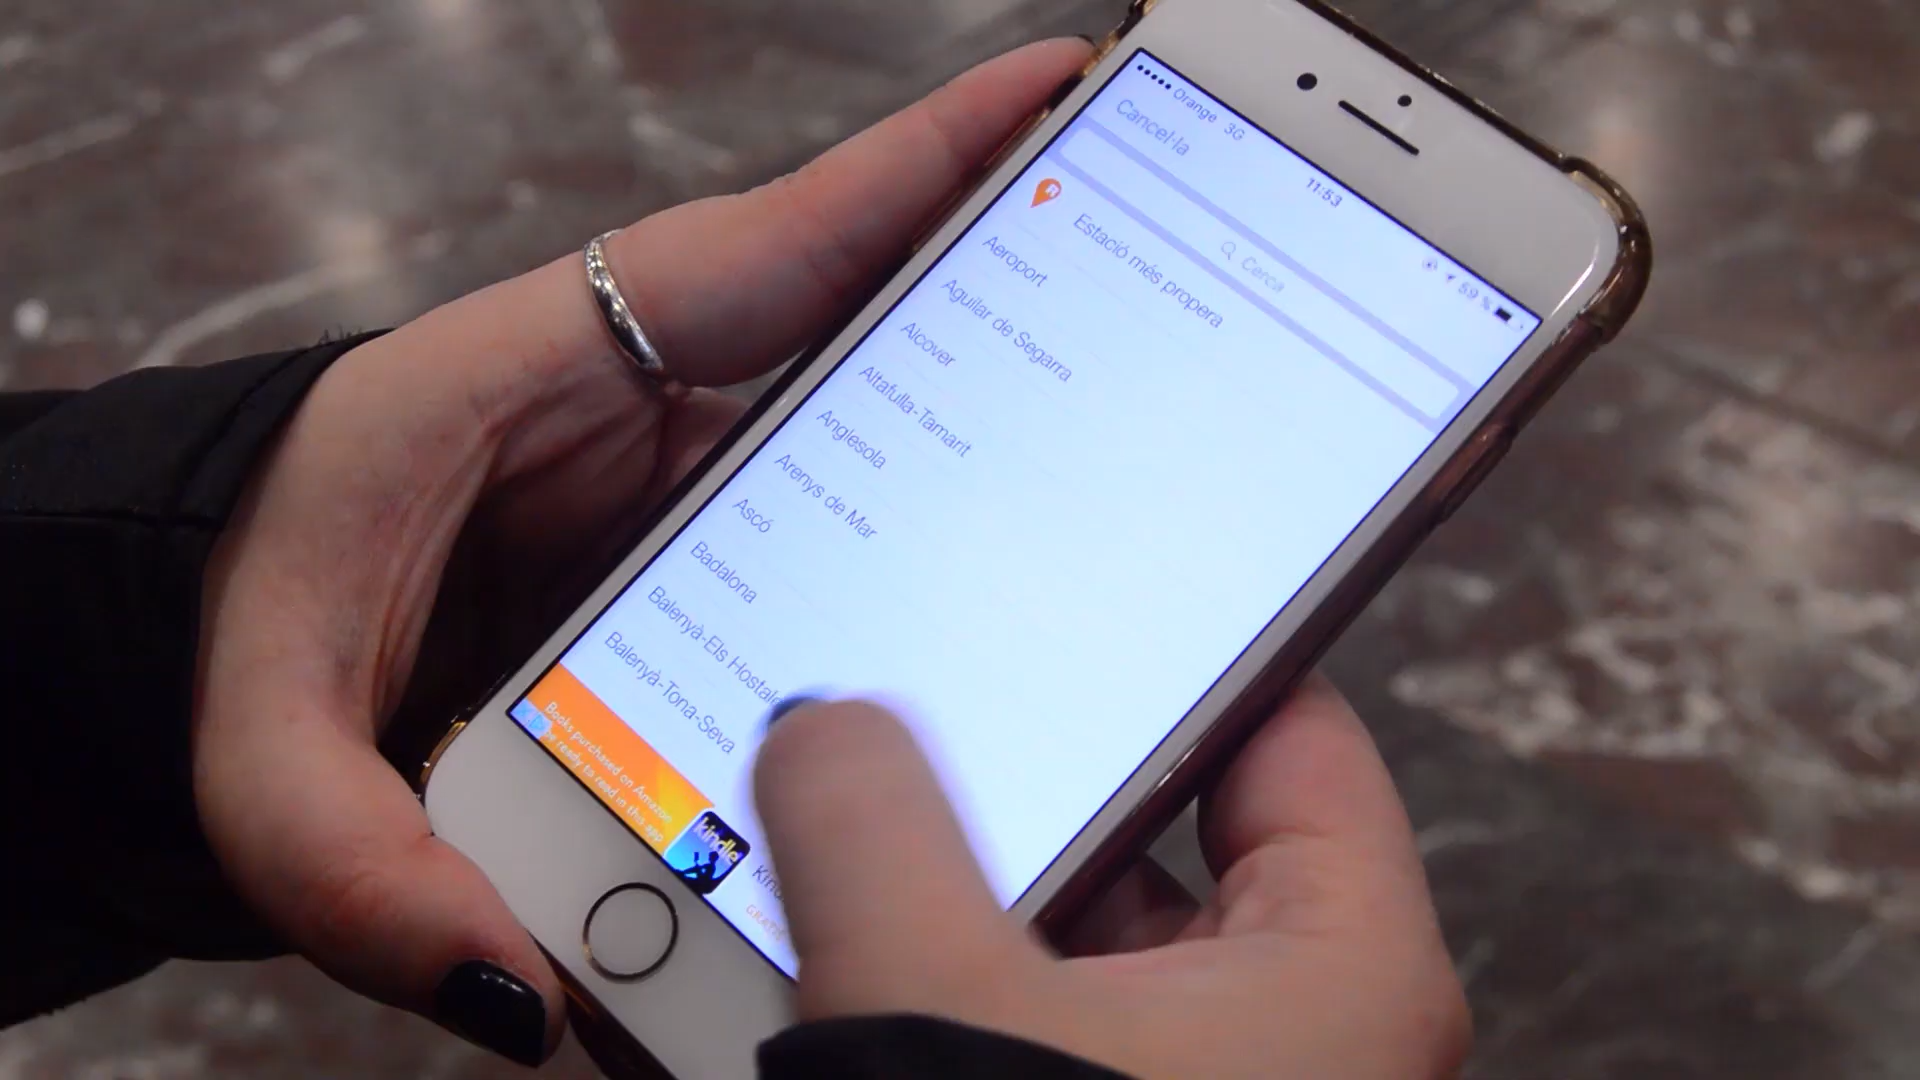 Orange 3G
11:53
59 %
Cancel·la
Cerca
R
Estació més propera
Aeroport
Aguilar de Segarra
Alcover
Altafulla-Tamarit
Anglesola
Arenys de Mar
Ascó
Badalona
Balenyà-Els Hostalc
Balenyà-Tona-Seva
Books purchased on Amazon
be ready to read in this app
kindle